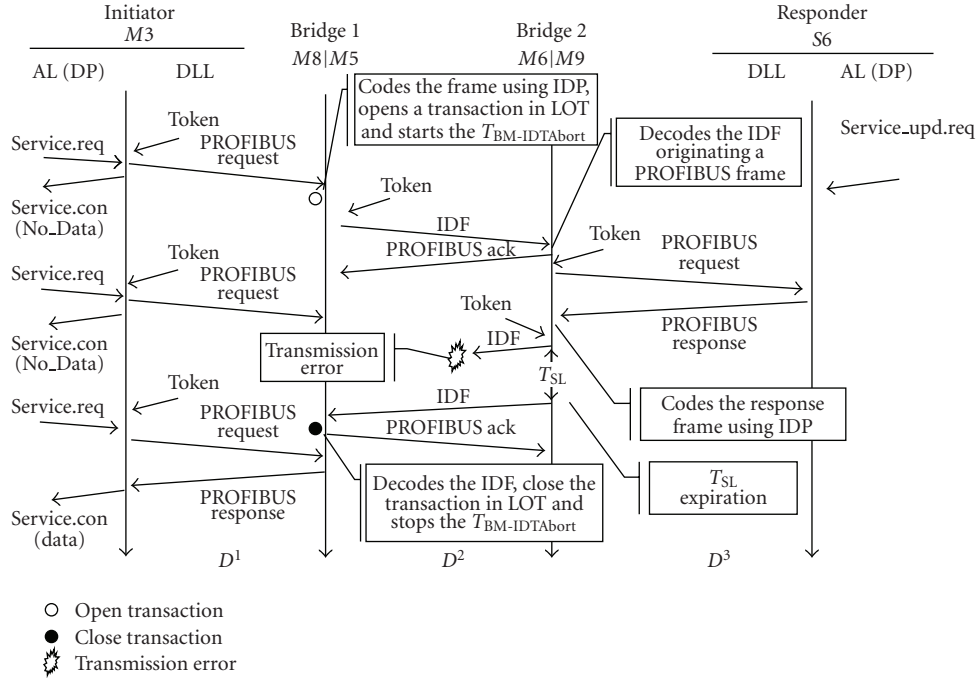 Initiator
M3
Bridge 1
M8|M5
Bridge 2
M6|M9
Responder
S6
AL (DP)
DLL
DLL
AL (DP)
Codes the frame using IDP,
opens a transaction in LOT
and starts the T_BM-IDTAbort
Token
Service.req
PROFIBUS
request
Decodes the IDF
originating a
PROFIBUS frame
Service_upd.req
Service.con
(No_Data)
Token
IDF
PROFIBUS ack
Token
PROFIBUS
request
Service.req
Token
PROFIBUS
request
Token
PROFIBUS
response
Service.con
(No_Data)
Transmission
error
IDF
T_SL
Service.req
Token
PROFIBUS
request
IDF
PROFIBUS ack
Codes the response
frame using IDP
PROFIBUS
response
Decodes the IDF, close the
transaction in LOT and
stops the T_BM-IDTAbort
T_SL
expiration
Service.con
(data)
D¹
D²
D³
Open transaction
Close transaction
Transmission error